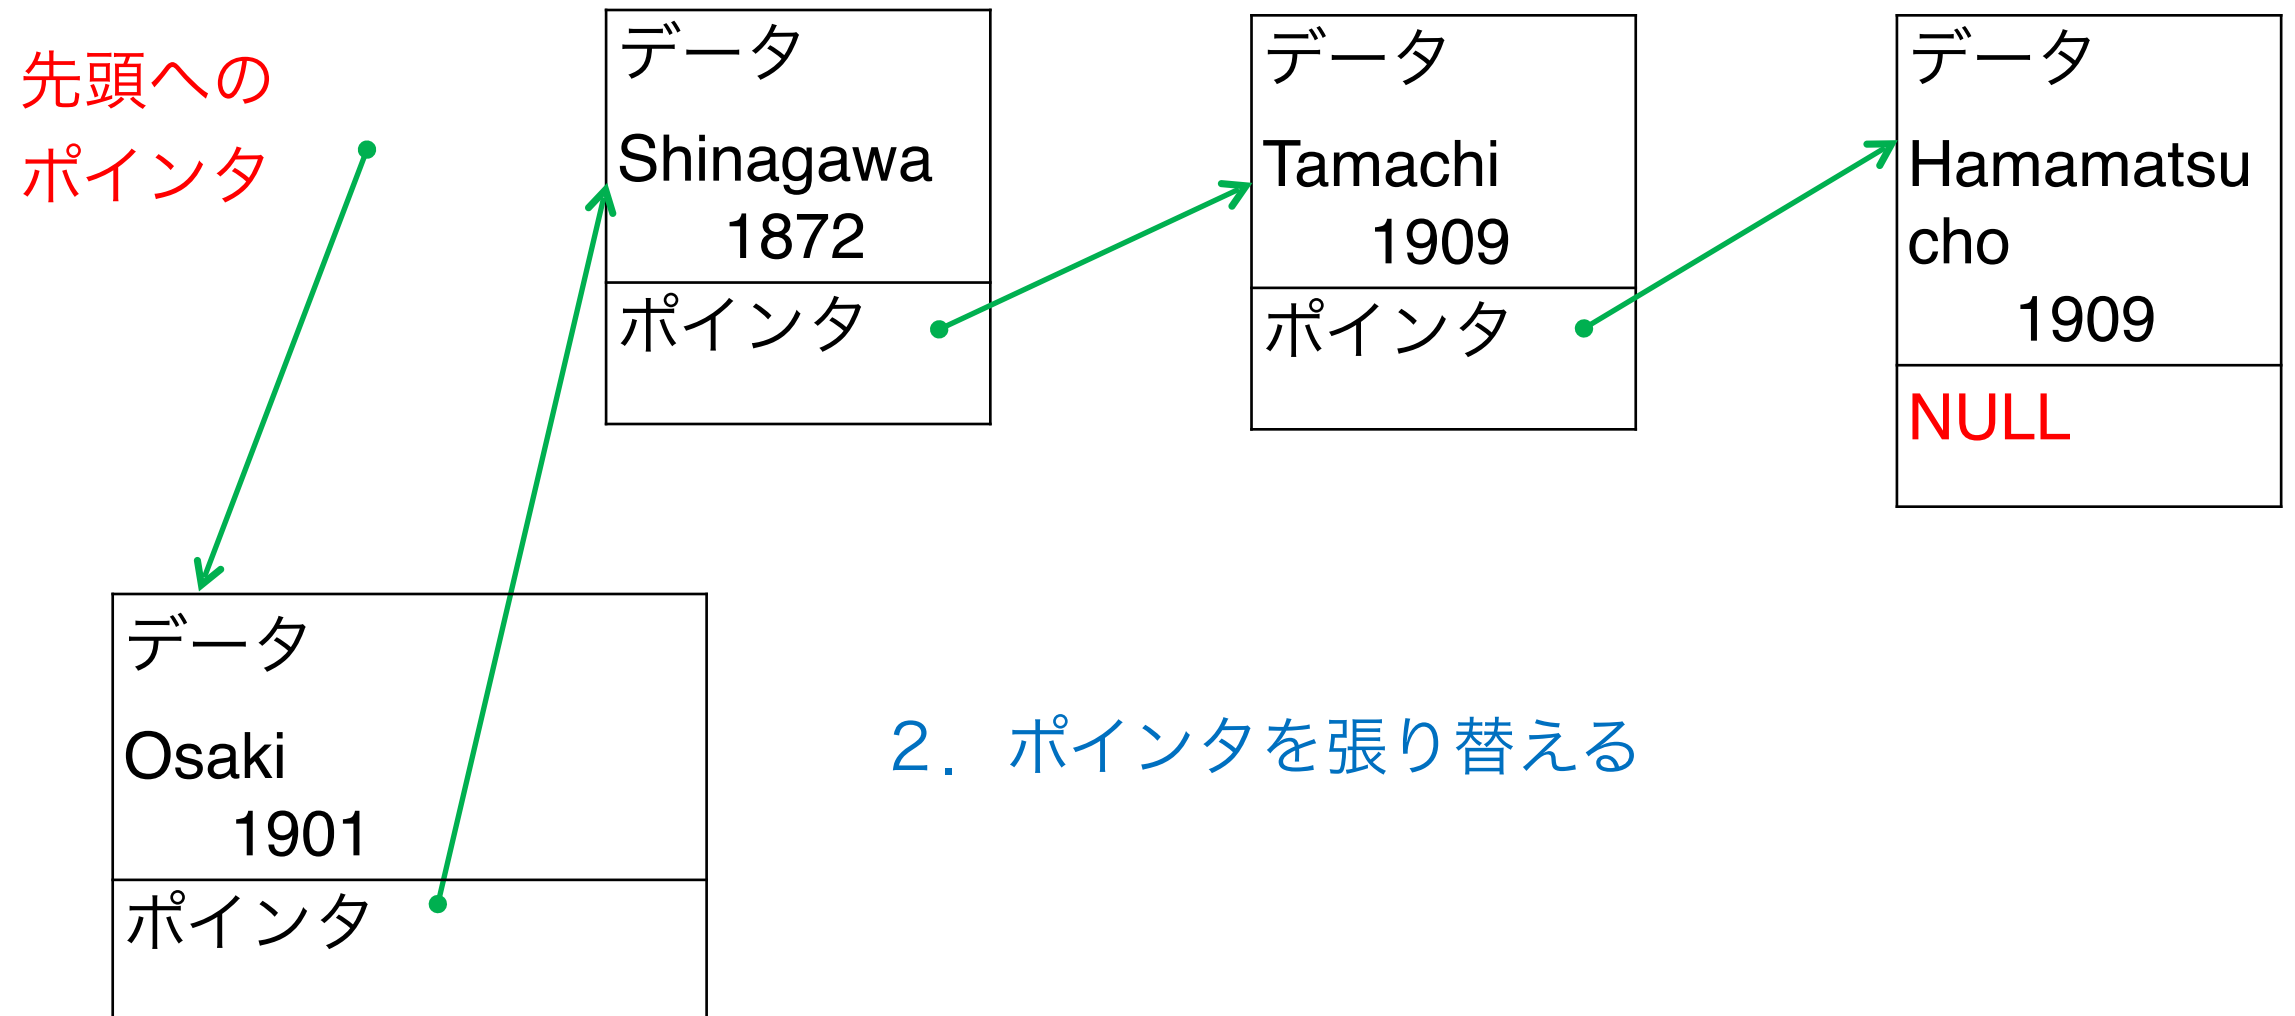 先頭への
ポインタ
データ
Shinagawa
1872
ポインタ
データ
Tamachi
1909
ポインタ
データ
Hamamatsu
cho
1909
NULL
データ
Osaki
1901
ポインタ
２．ポインタを張り替える